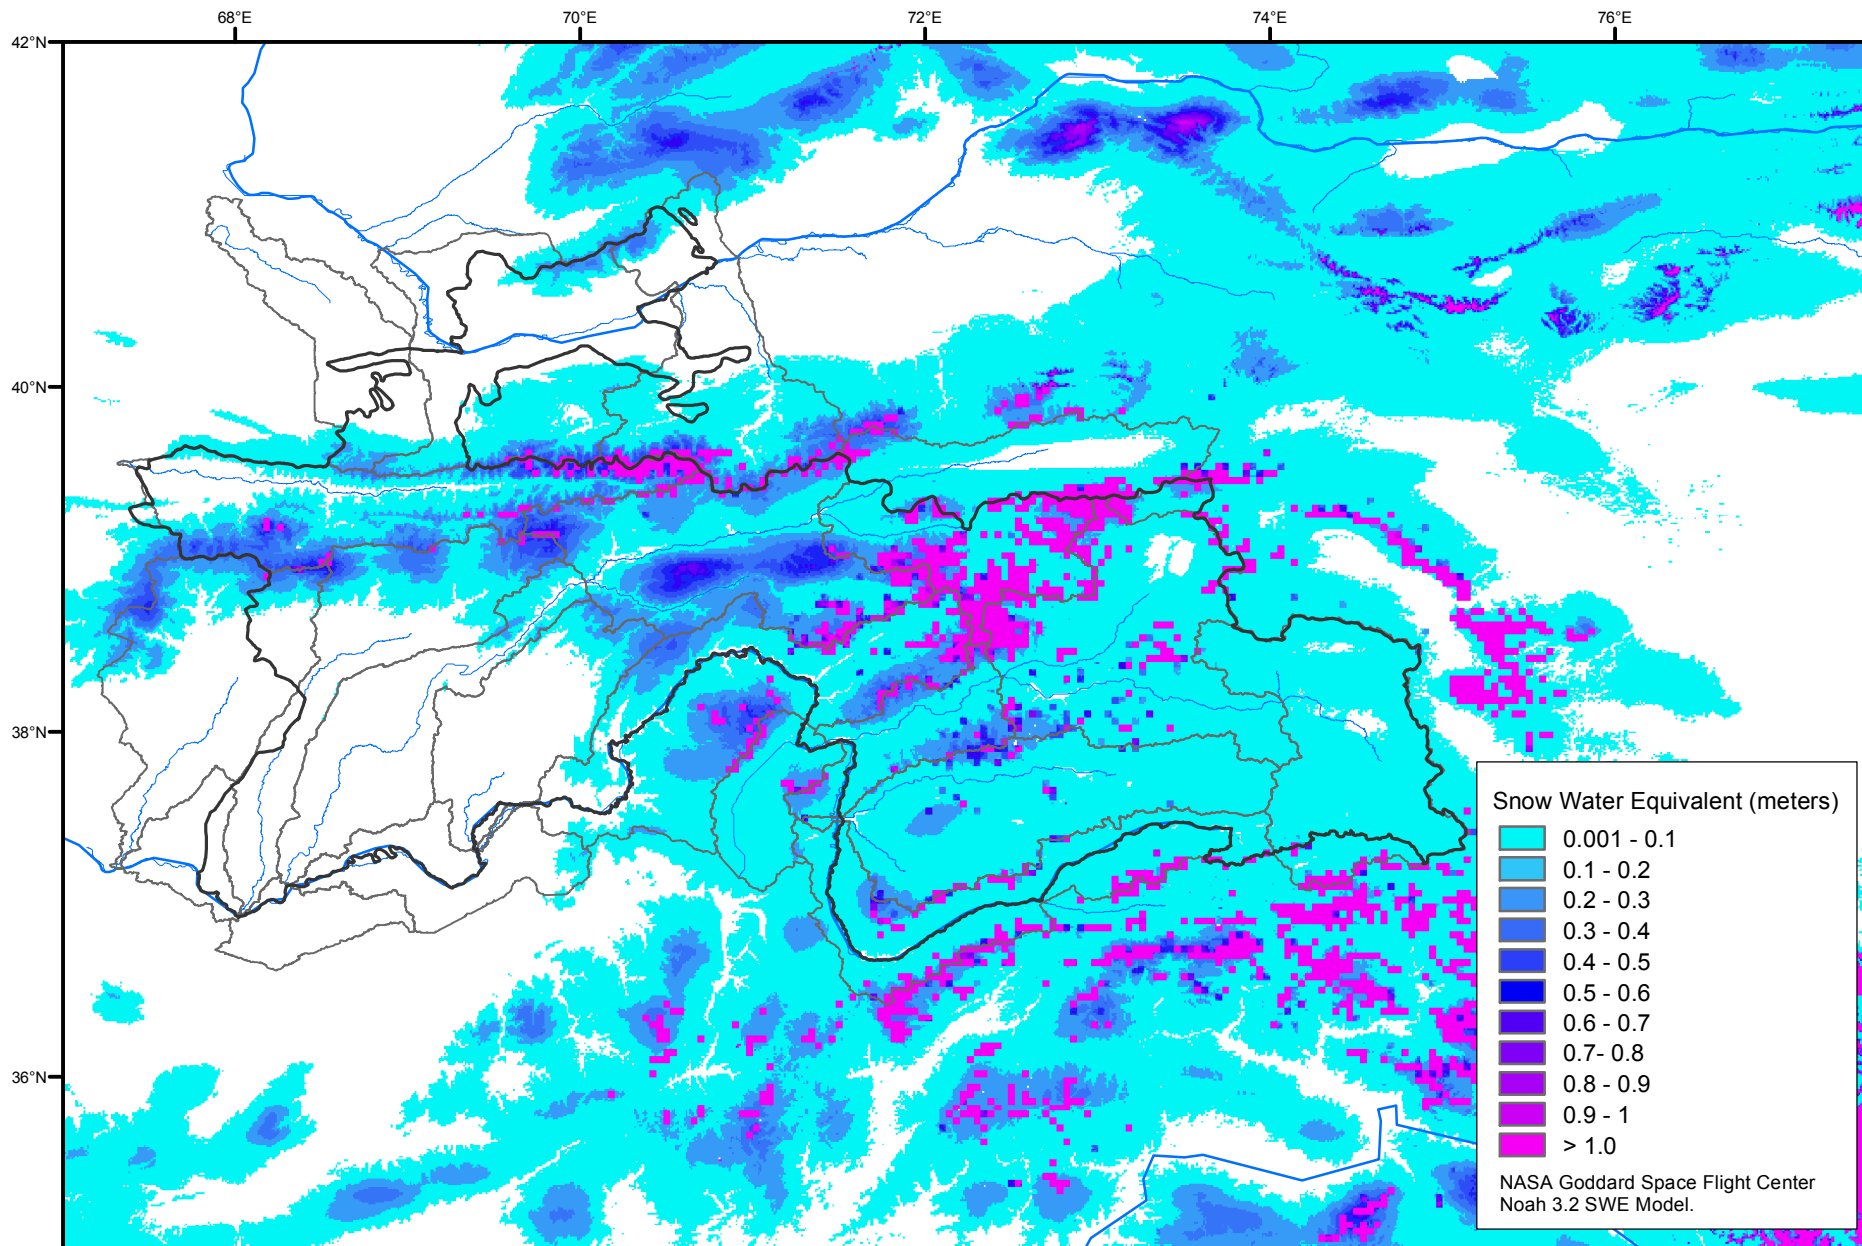 68°E
70°E
72°E
74°E
76°E
42°N
40°N
38°N
36°N
Snow Water Equivalent (meters)
0.001 - 0.1
0.1 - 0.2
0.2 - 0.3
0.3 - 0.4
0.4 - 0.5
0.5 - 0.6
0.6 - 0.7
0.7- 0.8
0.8 - 0.9
0.9 - 1
> 1.0
NASA Goddard Space Flight Center
Noah 3.2 SWE Model.